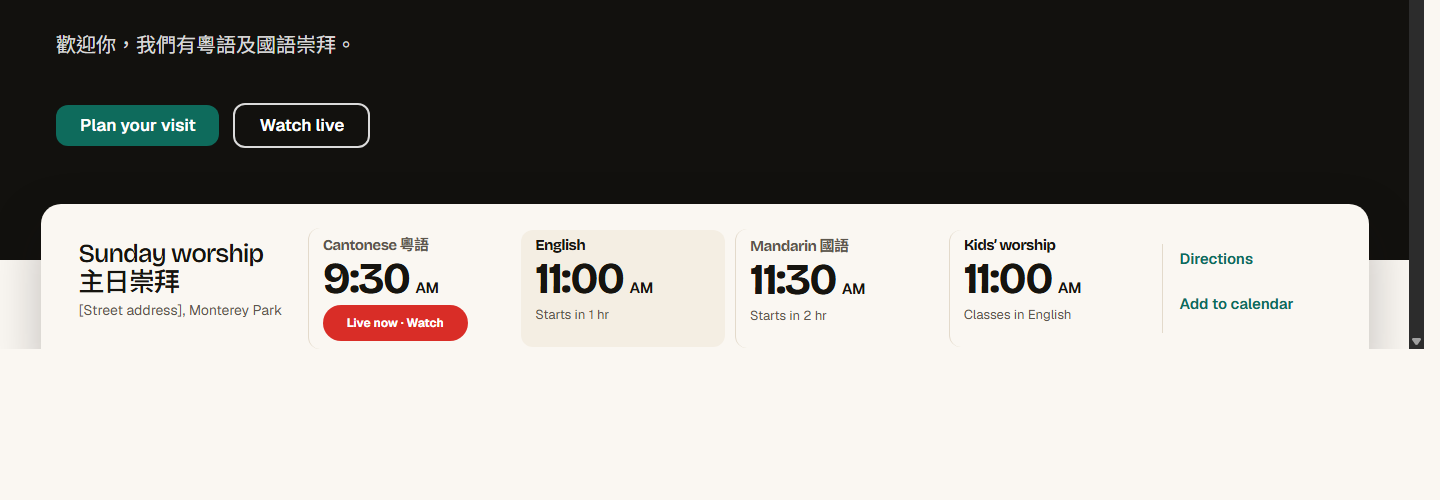 歡迎你，我們有粵語及國語崇拜。
Plan your visit
Watch live
Sunday worship
主日崇拜
[Street address], Monterey Park
Cantonese 粵語
9:30 AM
Live now · Watch
English
11:00 AM
Starts in 1 hr
Mandarin 國語
11:30 AM
Starts in 2 hr
Kids’ worship
11:00 AM
Classes in English
Directions
Add to calendar